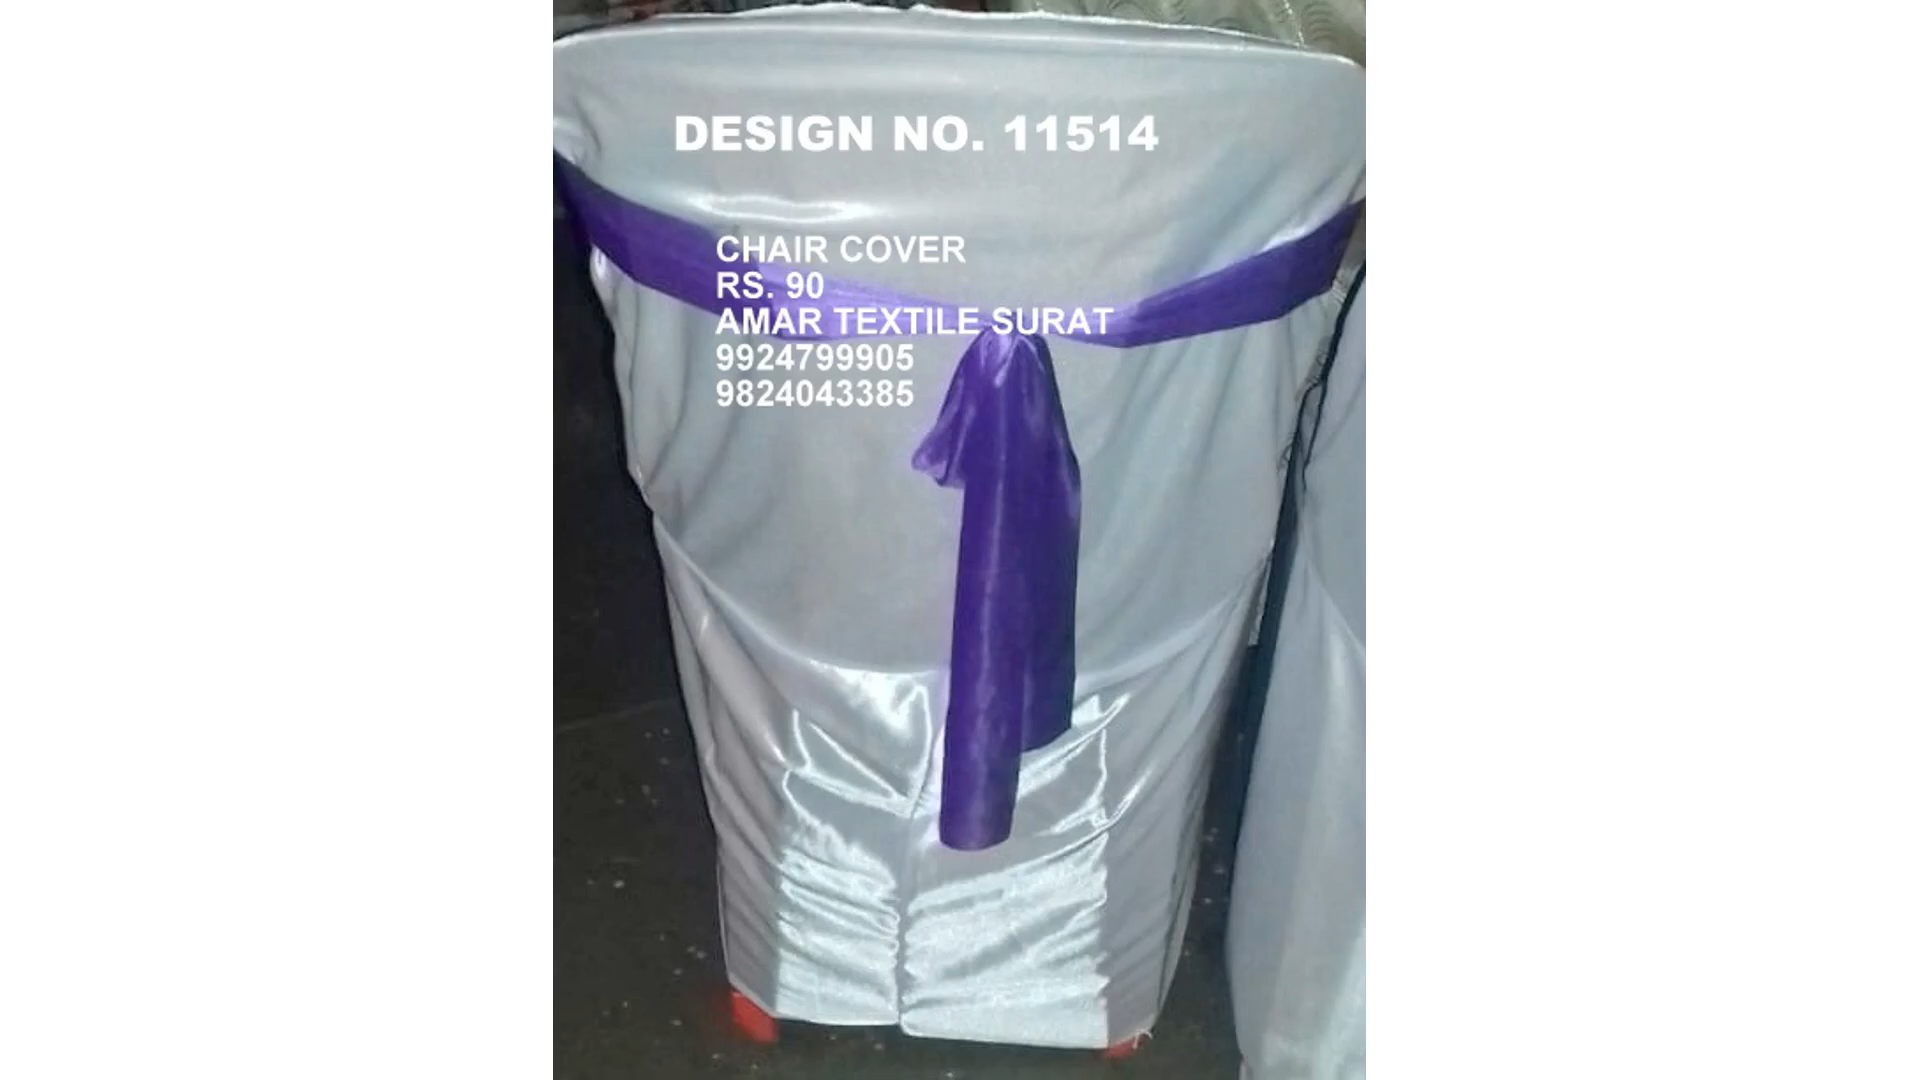 DESIGN NO. 11514
CHAIR COVER
RS. 90
AMAR TEXTILE SURAT
9924799905
9824043385